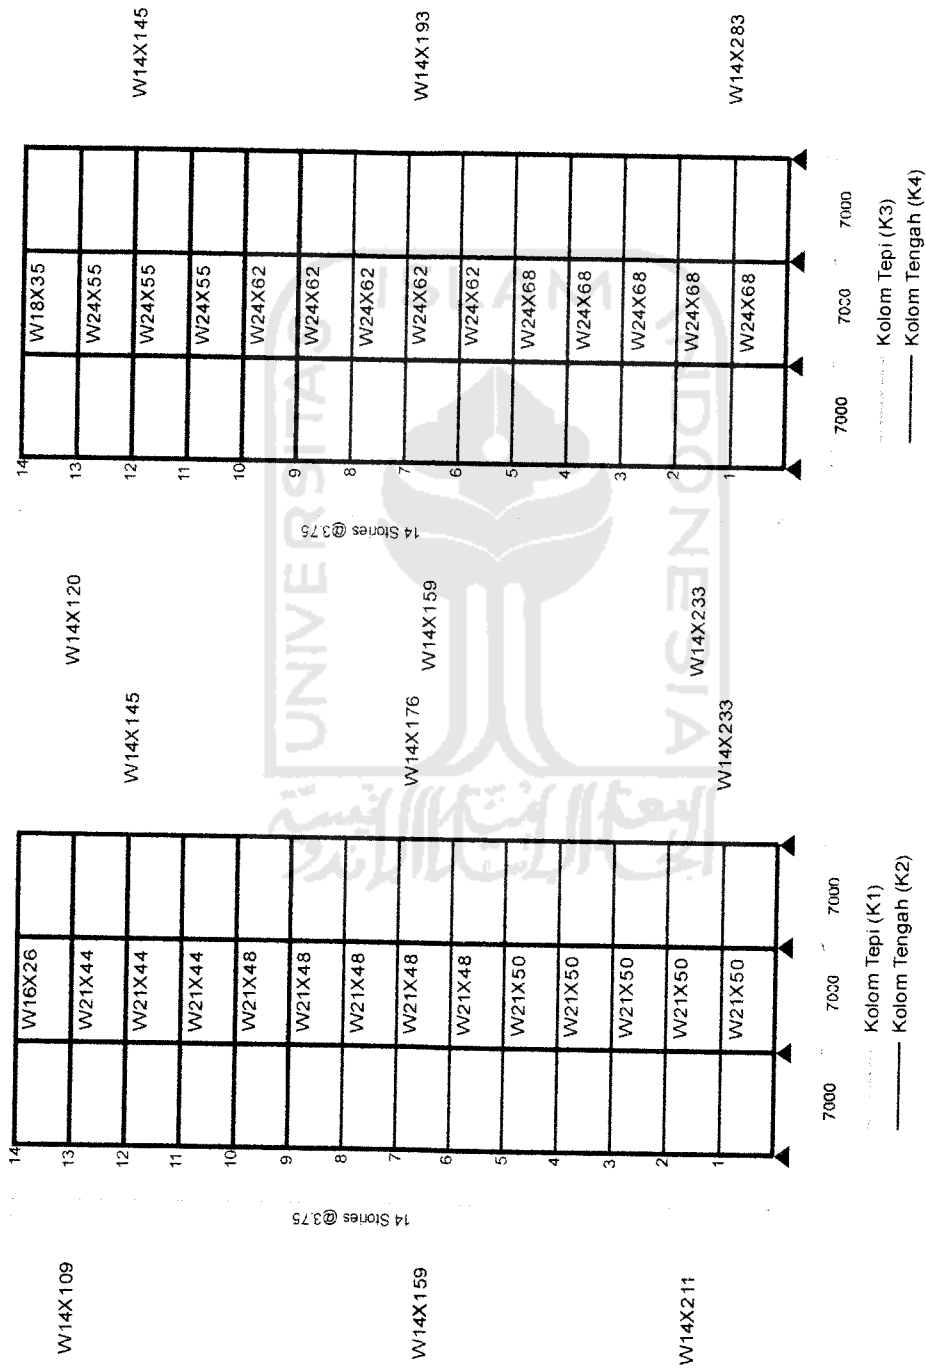 14
13
12
11
10
9
8
7
6
5
4
3
2
1
W16X26
W21X44
W21X44
W21X44
W21X48
W21X48
W21X48
W21X48
W21X48
W21X50
W21X50
W21X50
W21X50
W21X50
14 Stories @3.75
W14X109
W14X159
W14X211
W14X145
W14X176
W14X233
7000
7000
7000
Kolom Tepi (K1)
Kolom Tengah (K2)
14
13
12
11
10
9
8
7
6
5
4
3
2
1
W18X35
W24X55
W24X55
W24X55
W24X62
W24X62
W24X62
W24X62
W24X62
W24X68
W24X68
W24X68
W24X68
W24X68
14 Stories @3.75
W14X120
W14X159
W14X233
W14X145
W14X193
W14X283
7000
7000
7000
Kolom Tepi (K3)
Kolom Tengah (K4)
UNIVERSITAS
ISLAM
INDONESIA